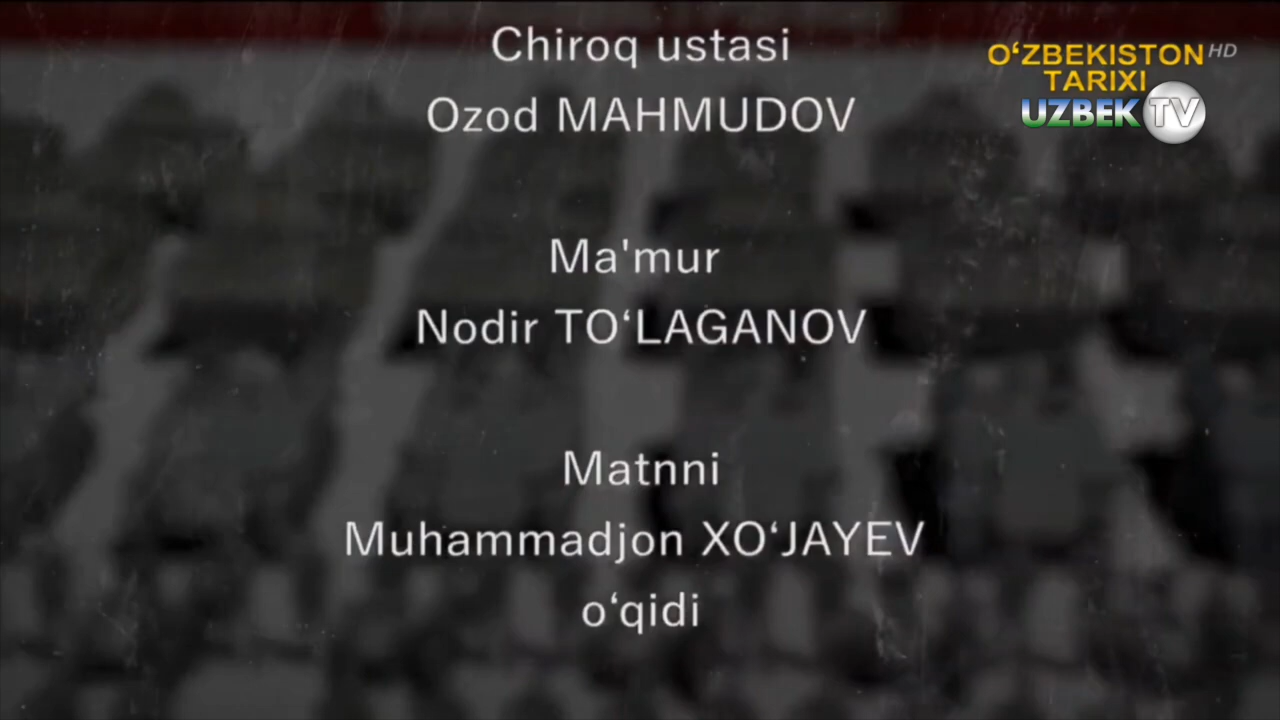 Chiroq ustasi
Ozod MAHMUDOV
Ma'mur
Nodir TO‘LAGANOV
Matnni
Muhammadjon XO‘JAYEV
o‘qidi
O‘ZBEKISTON HD
TARIXI
UZBEK TV